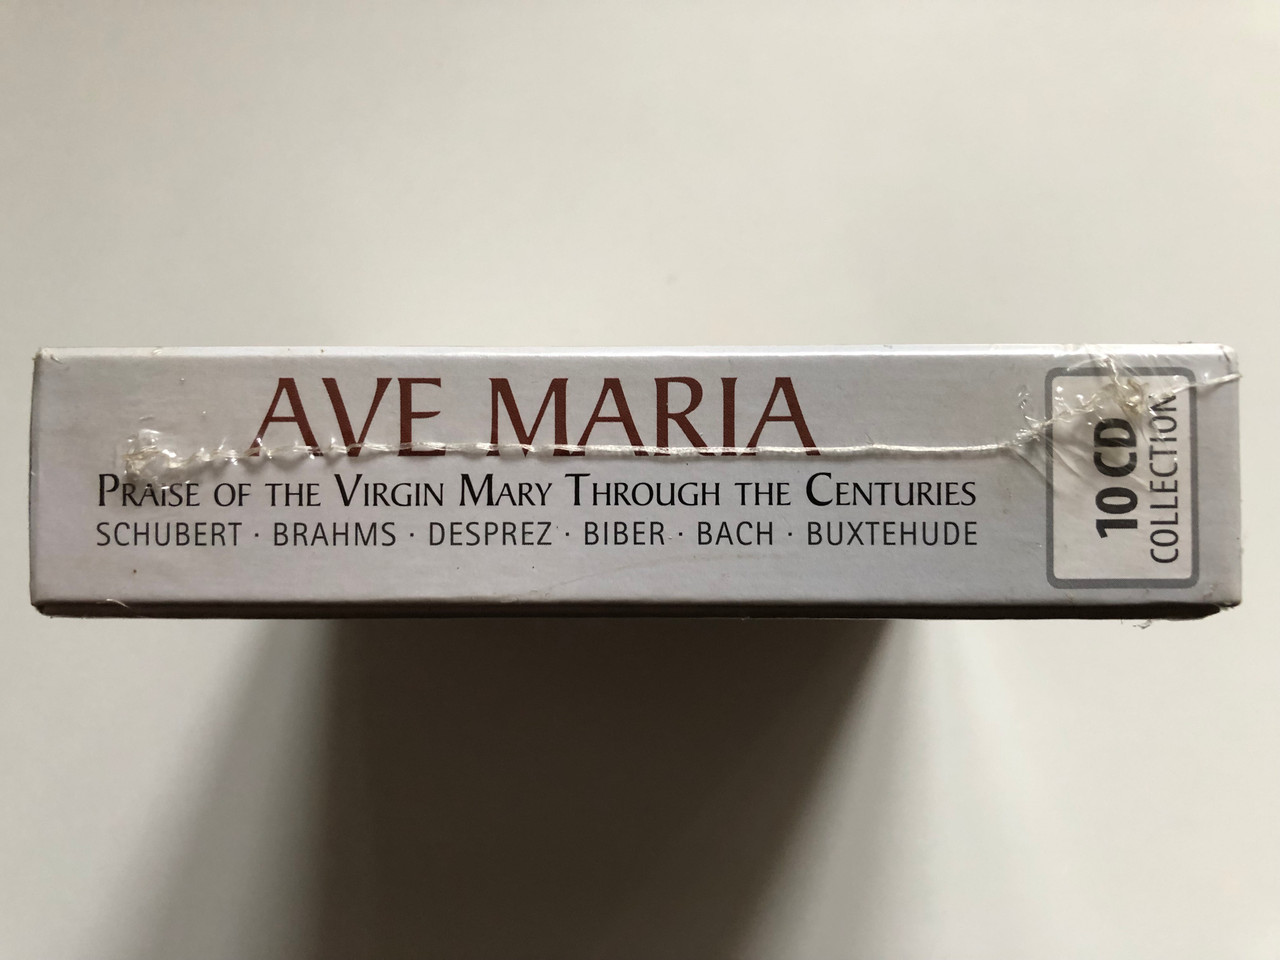 AVE MARIA
PRAISE OF THE VIRGIN MARY THROUGH THE CENTURIES
SCHUBERT · BRAHMS · DESPREZ · BIBER · BACH · BUXTEHUDE
10 CD
COLLECTION